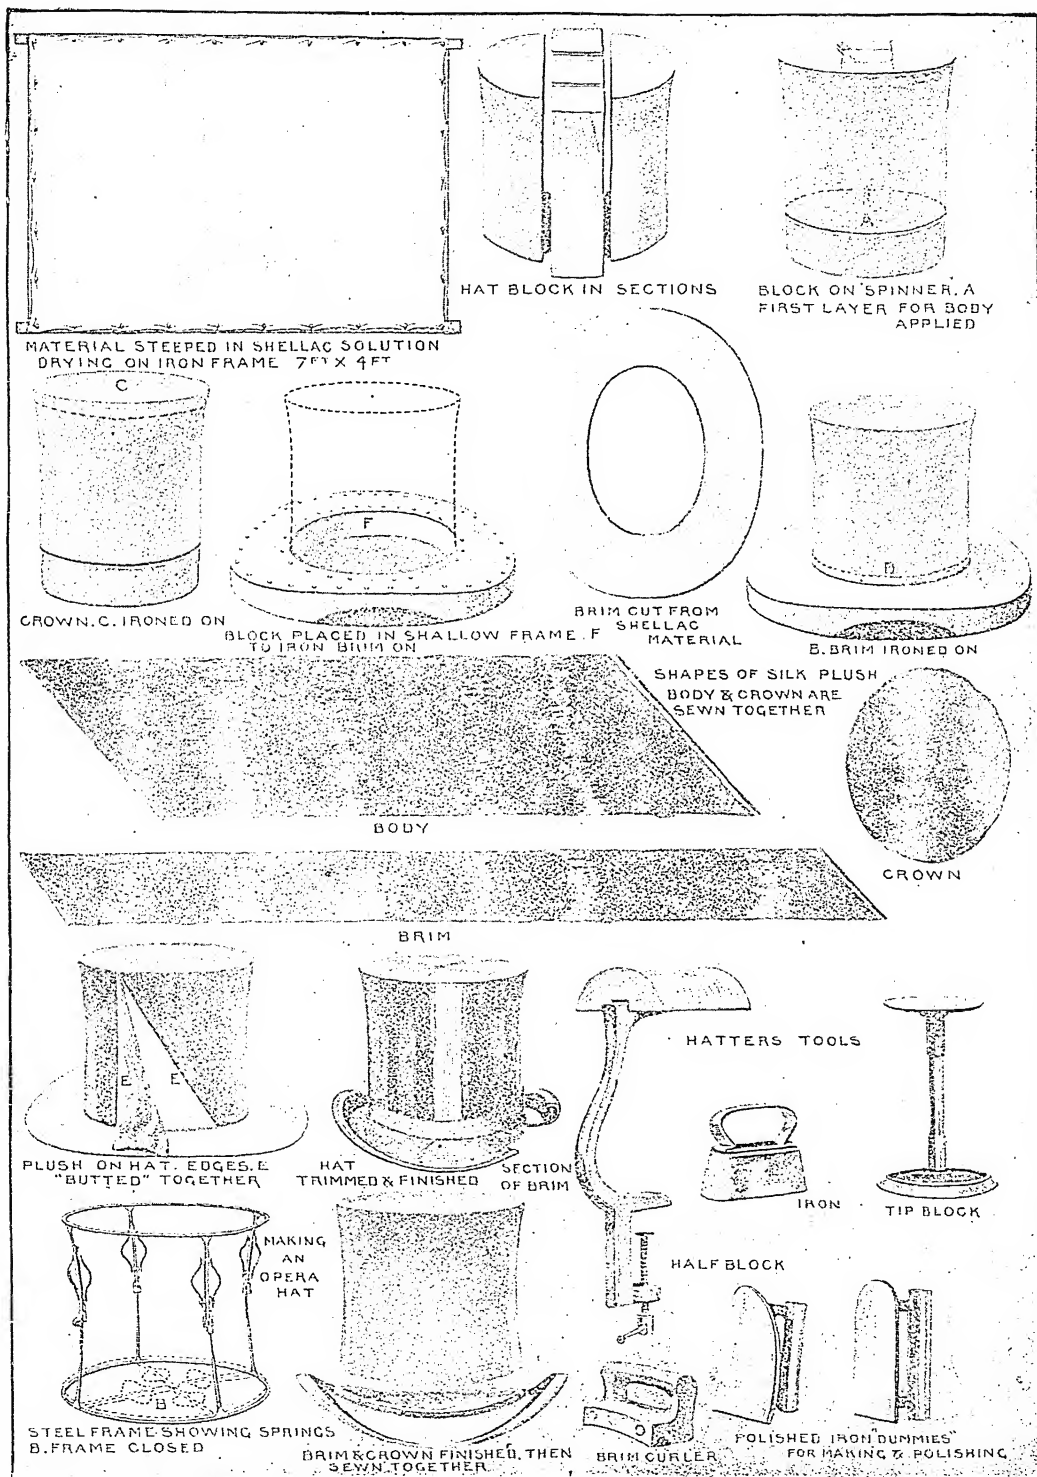 MATERIAL STEEPED IN SHELLAC SOLUTION
DRYING ON IRON FRAME 7FT X 4FT
HAT BLOCK IN SECTIONS
A
BLOCK ON SPINNER. A
FIRST LAYER FOR BODY
APPLIED
C
CROWN. C. IRONED ON
F
BLOCK PLACED IN SHALLOW FRAME. F
TO IRON BRIM ON
BRIM CUT FROM
SHELLAC
MATERIAL
B. BRIM IRONED ON
SHAPES OF SILK PLUSH
BODY & CROWN ARE
SEWN TOGETHER
BODY
CROWN
BRIM
E E
PLUSH ON HAT. EDGES. E
"BUTTED" TOGETHER
HAT
TRIMMED & FINISHED
SECTION
OF BRIM
HATTERS TOOLS
IRON
TIP BLOCK
MAKING
AN
OPERA
HAT
HALF BLOCK
B
STEEL FRAME SHOWING SPRINGS
B. FRAME CLOSED
BRIM & CROWN FINISHED. THEN
SEWN TOGETHER
BRIM CURLER
POLISHED IRON "DUMMIES"
FOR MAKING & POLISHING